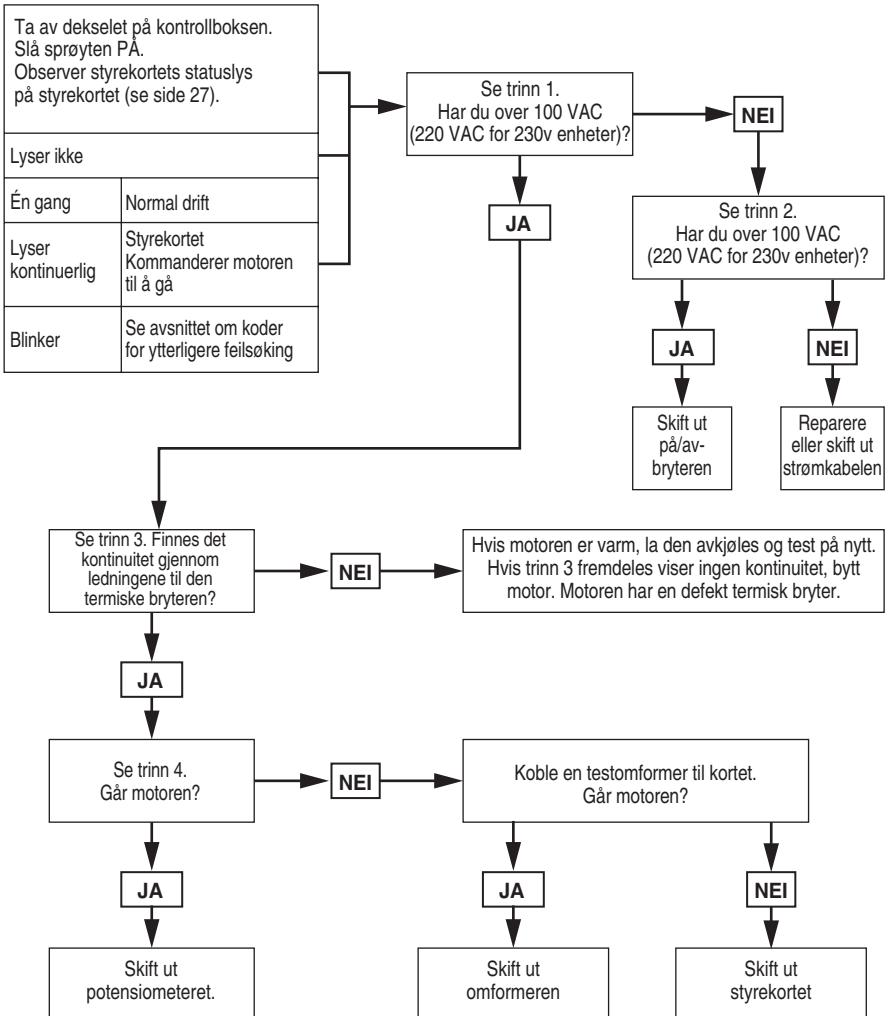 Ta av dekselet på kontrollboksen.
Slå sprøyten PÅ.
Observer styrekortets statuslys
på styrekortet (se side 27).
Lyser ikke
Én gang
Normal drift
Lyser
kontinuerlig
Styrekortet
Kommanderer motoren
til å gå
Blinker
Se avsnittet om koder
for ytterligere feilsøking
Se trinn 1.
Har du over 100 VAC
(220 VAC for 230v enheter)?
NEI
JA
Se trinn 2.
Har du over 100 VAC
(220 VAC for 230v enheter)?
JA
NEI
Skift ut
på/av-
bryteren
Reparere
eller skift ut
strømkabelen
Se trinn 3. Finnes det
kontinuitet gjennom
ledningene til den
termiske bryteren?
NEI
Hvis motoren er varm, la den avkjøles og test på nytt.
Hvis trinn 3 fremdeles viser ingen kontinuitet, bytt
motor. Motoren har en defekt termisk bryter.
JA
Se trinn 4.
Går motoren?
NEI
Koble en testomformer til kortet.
Går motoren?
JA
JA
NEI
Skift ut
potensiometeret.
Skift ut
omformeren
Skift ut
styrekortet